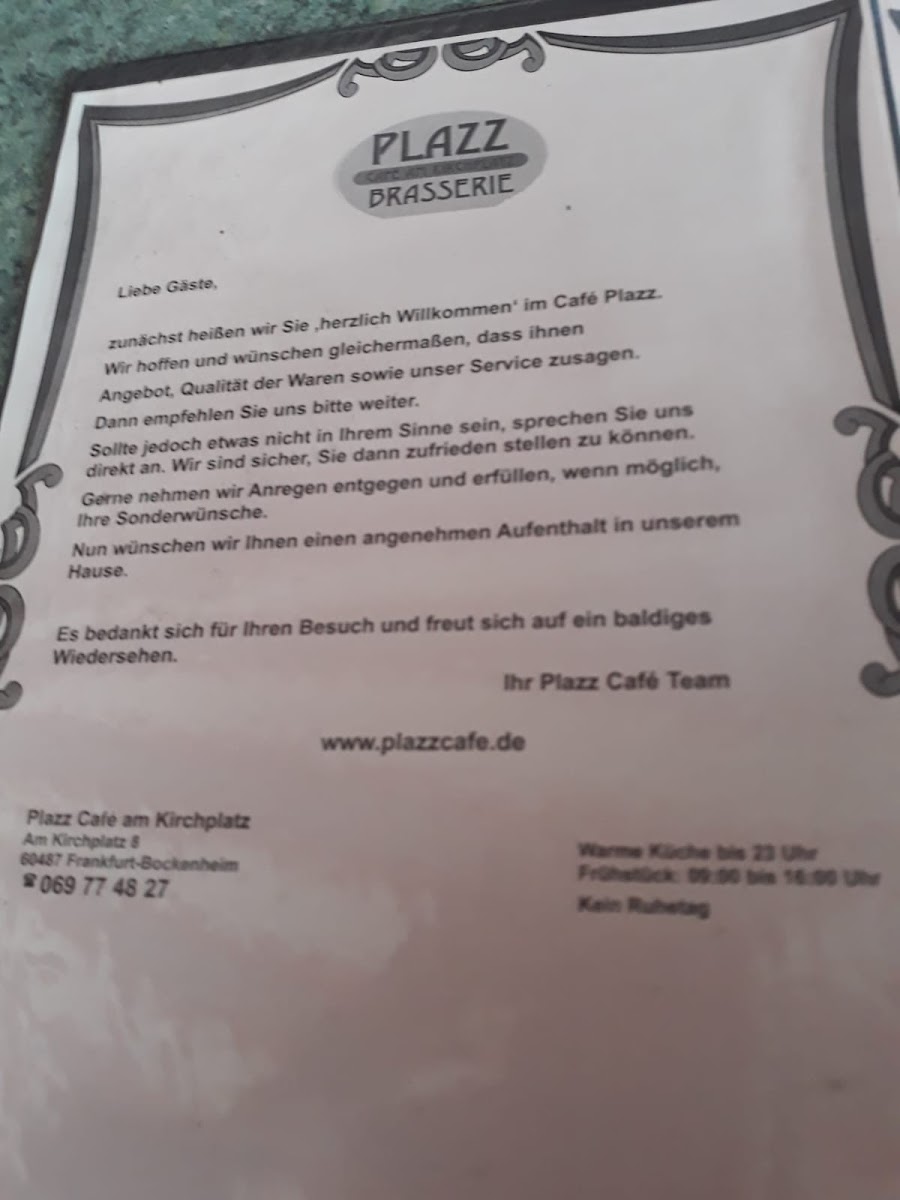 PLAZZ
CAFÉ AM KIRCHPLATZ
BRASSERIE
Liebe Gäste,
zunächst heißen wir Sie ‚herzlich Willkommen‘ im Café Plazz.
Wir hoffen und wünschen gleichermaßen, dass ihnen
Angebot, Qualität der Waren sowie unser Service zusagen.
Dann empfehlen Sie uns bitte weiter.
Sollte jedoch etwas nicht in Ihrem Sinne sein, sprechen Sie uns
direkt an. Wir sind sicher, Sie dann zufrieden stellen zu können.
Gerne nehmen wir Anregen entgegen und erfüllen, wenn möglich,
Ihre Sonderwünsche.
Nun wünschen wir Ihnen einen angenehmen Aufenthalt in unserem
Hause.
Es bedankt sich für Ihren Besuch und freut sich auf ein baldiges
Wiedersehen.
Ihr Plazz Café Team
www.plazzcafe.de
Plazz Café am Kirchplatz
Am Kirchplatz 8
60487 Frankfurt-Bockenheim
☎069 77 48 27
Warme Küche bis 23 Uhr
Frühstück: 09:00 bis 16:00 Uhr
Kein Ruhetag